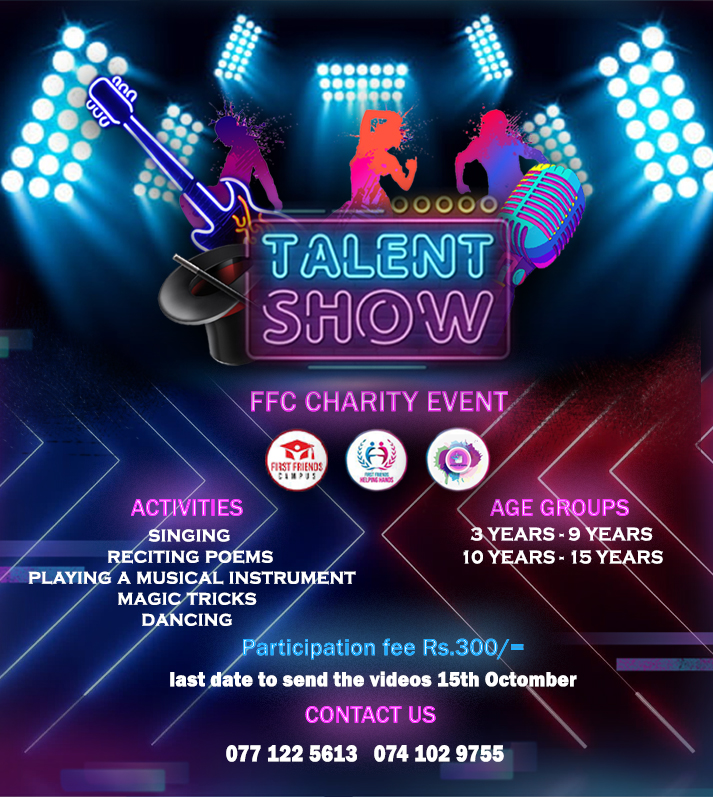 TALENT
SHOW
FFC CHARITY EVENT
FIRST FRIENDS
CAMPUS
FIRST FRIENDS
HELPING HANDS
ACTIVITIES
SINGING
RECITING POEMS
PLAYING A MUSICAL INSTRUMENT
MAGIC TRICKS
DANCING
AGE GROUPS
3 YEARS - 9 YEARS
10 YEARS - 15 YEARS
Participation fee Rs.300/=
last date to send the videos 15th Octomber
CONTACT US
077 122 5613 074 102 9755